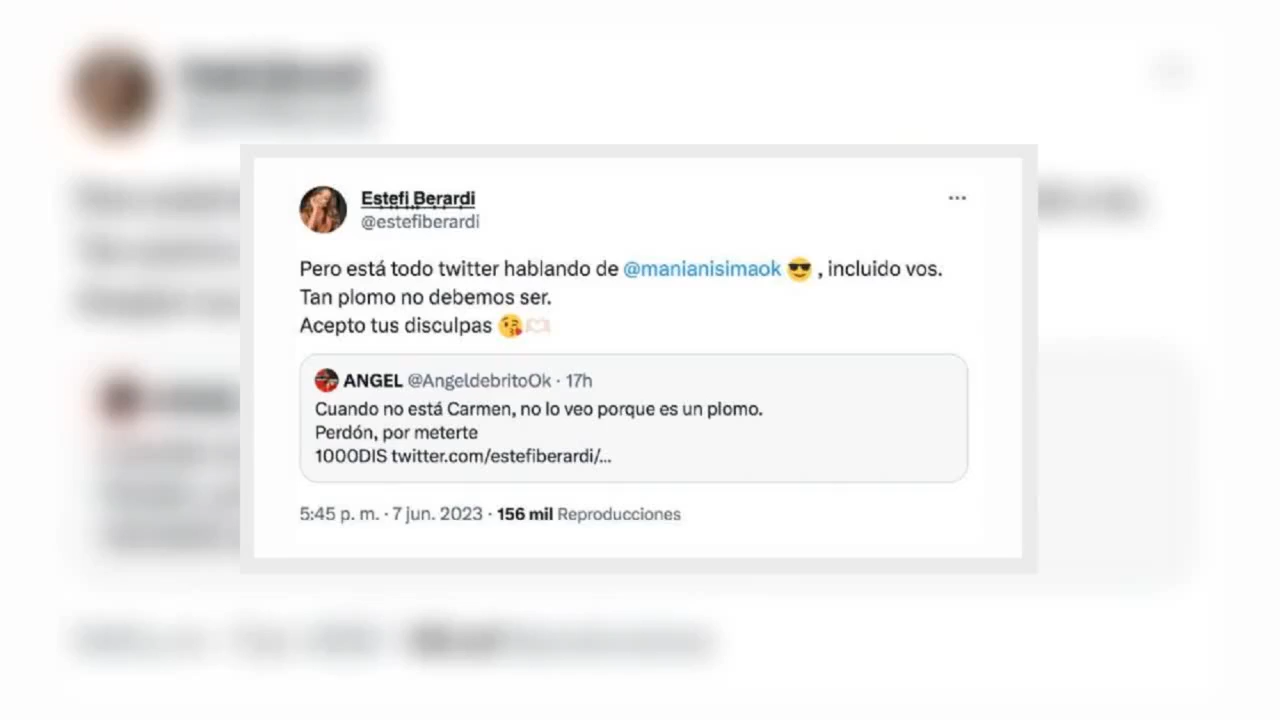 Estefi Berardi
@estefiberardi
Pero está todo twitter hablando de @manianisimaok 😎 , incluido vos.
Tan plomo no debemos ser.
Acepto tus disculpas 😘🫶🏻
ANGEL @AngeldebritoOk · 17h
Cuando no está Carmen, no lo veo porque es un plomo.
Perdón, por meterte
1000DIS twitter.com/estefiberardi/...
5:45 p. m. · 7 jun. 2023 · 156 mil Reproducciones